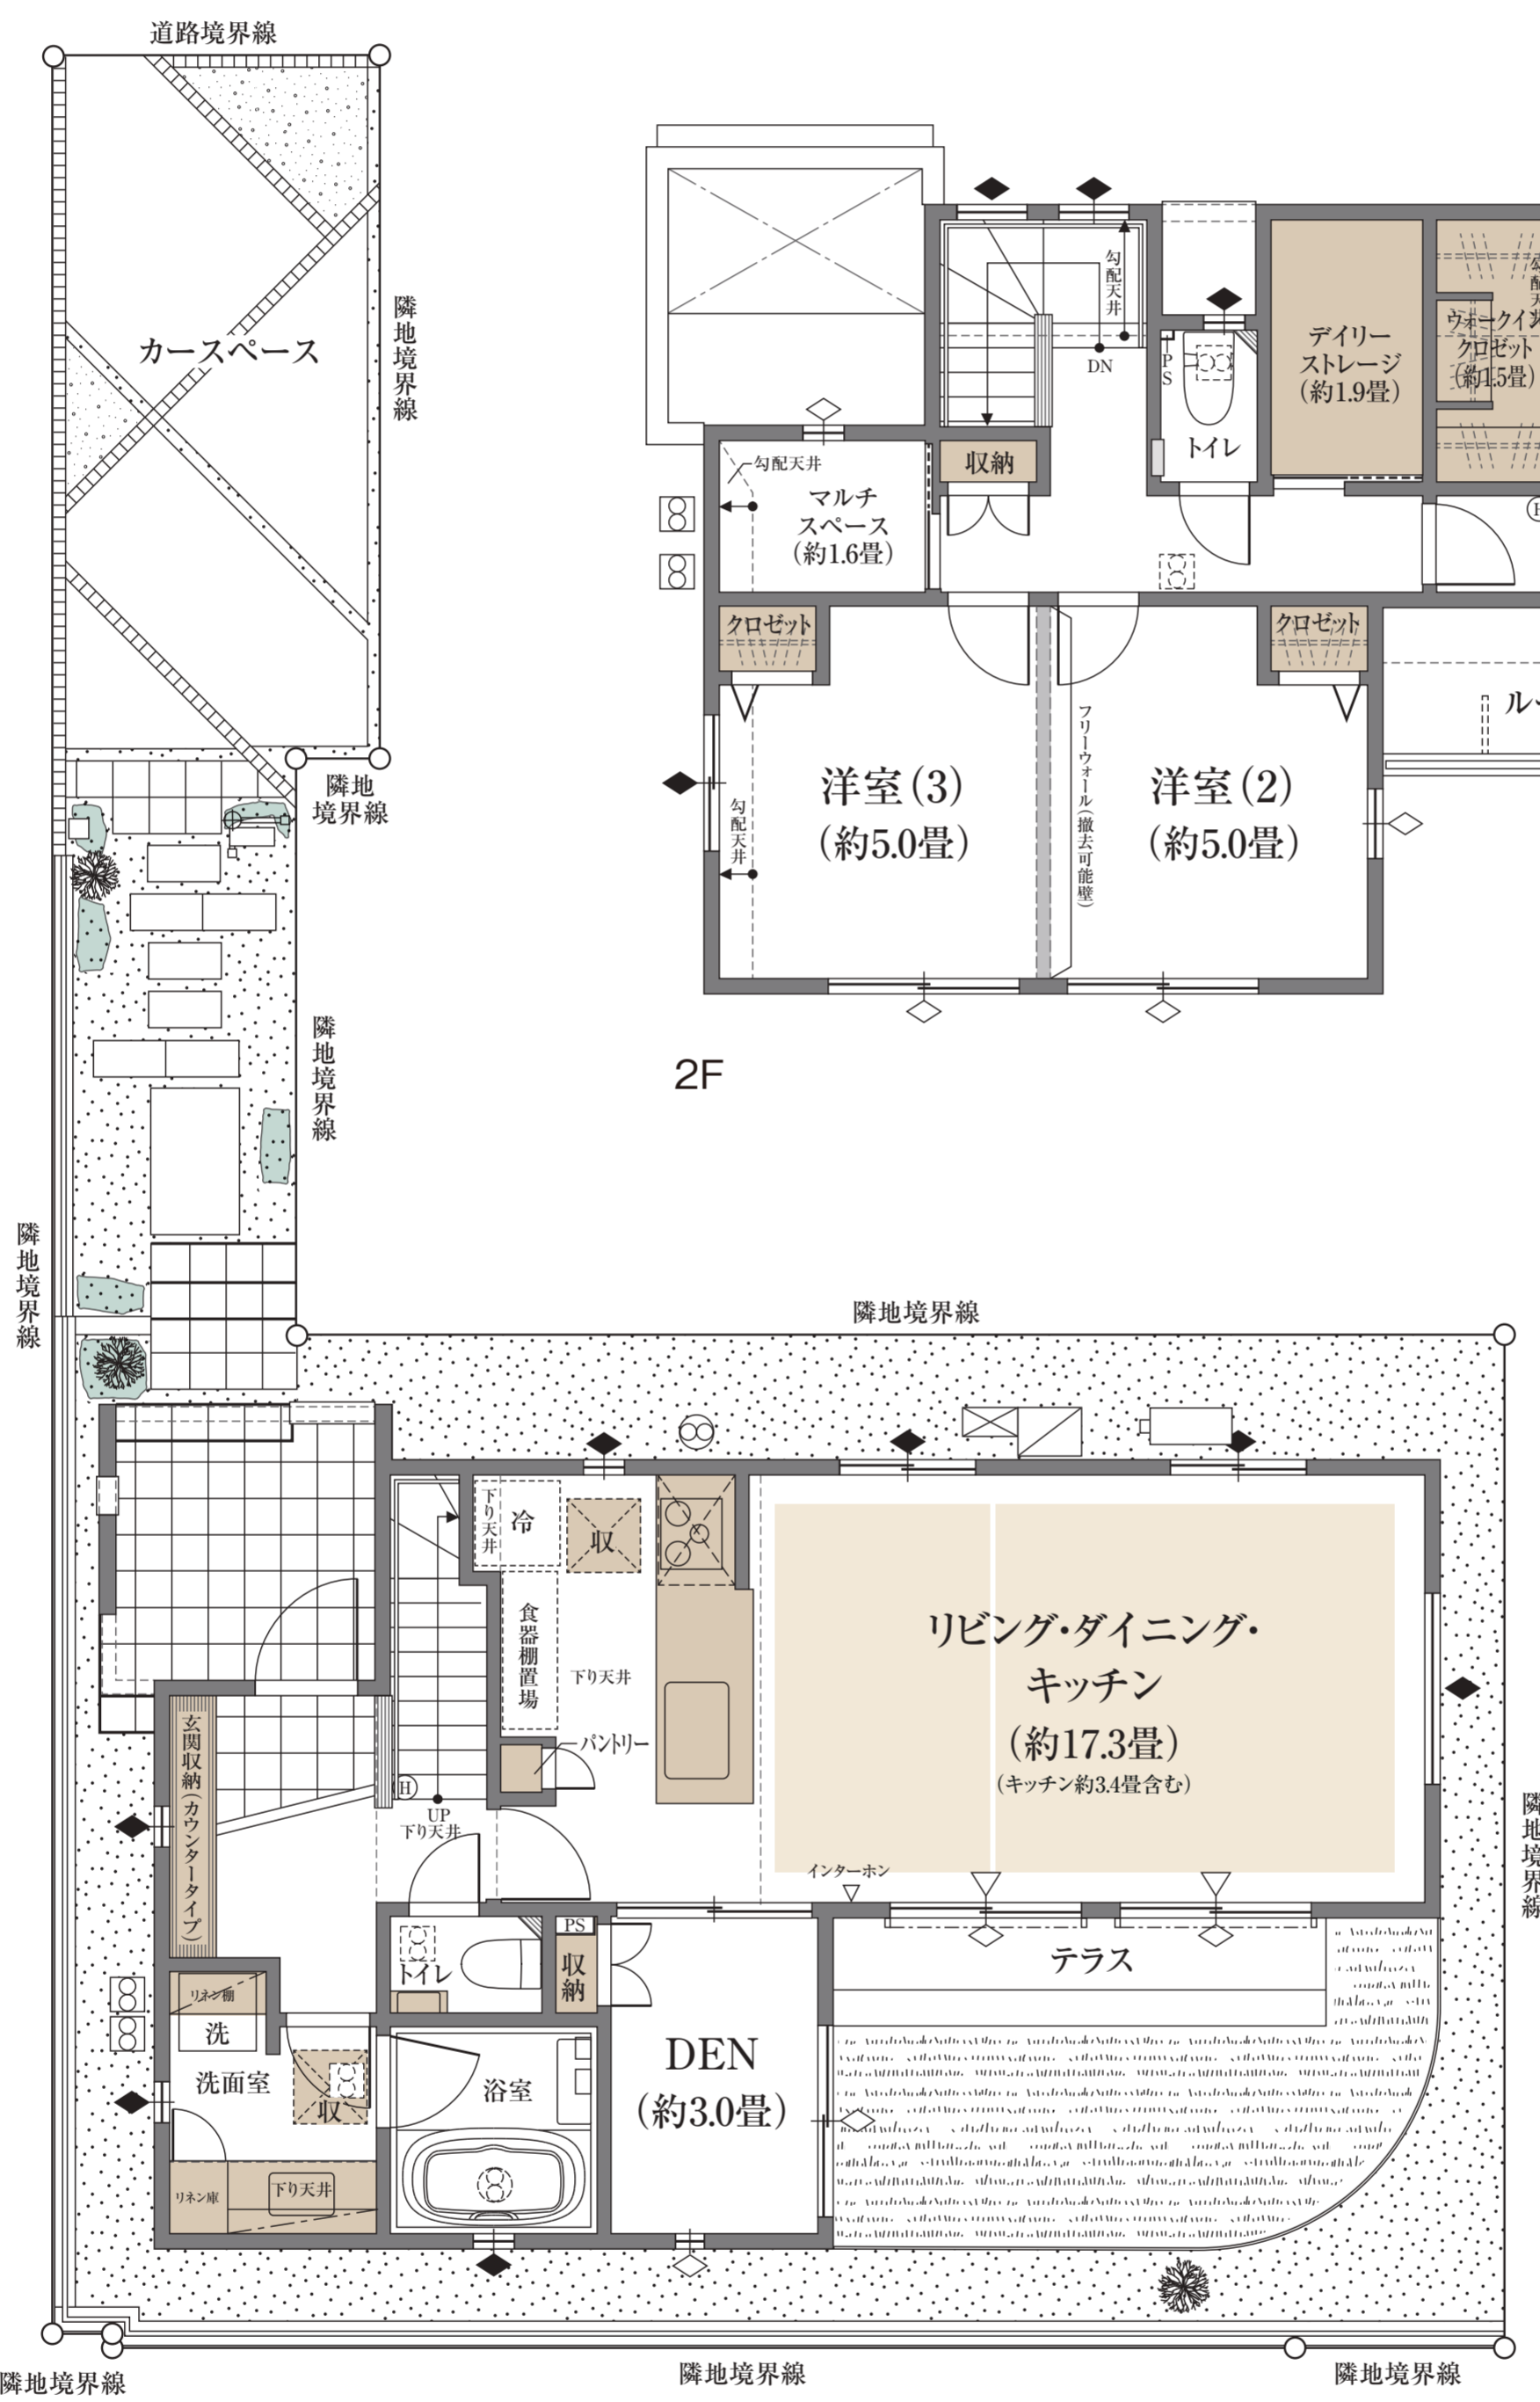 道路境界線
隣地境界線
カースペース
隣地
境界線
隣地境界線
隣地境界線
勾配天井
DN
PS
トイレ
デイリー
ストレージ
(約1.9畳)
勾配天井
ウォークイン
クロゼット
(約1.5畳)
収納
勾配天井
マルチ
スペース
(約1.6畳)
H
クロゼット
クロゼット
ルー
フリーウォール(撤去可能壁)
洋室(3)
(約5.0畳)
洋室(2)
(約5.0畳)
勾配天井
2F
隣地境界線
下り天井
冷
収
食器棚置場
下り天井
パントリー
リビング・ダイニング・
キッチン
(約17.3畳)
(キッチン約3.4畳含む)
玄関収納(カウンタータイプ)
H
UP
下り天井
インターホン
隣地境界線
PS
収納
トイレ
テラス
リネン棚
洗
洗面室
収
浴室
DEN
(約3.0畳)
リネン庫
下り天井
隣地境界線
隣地境界線
隣地境界線